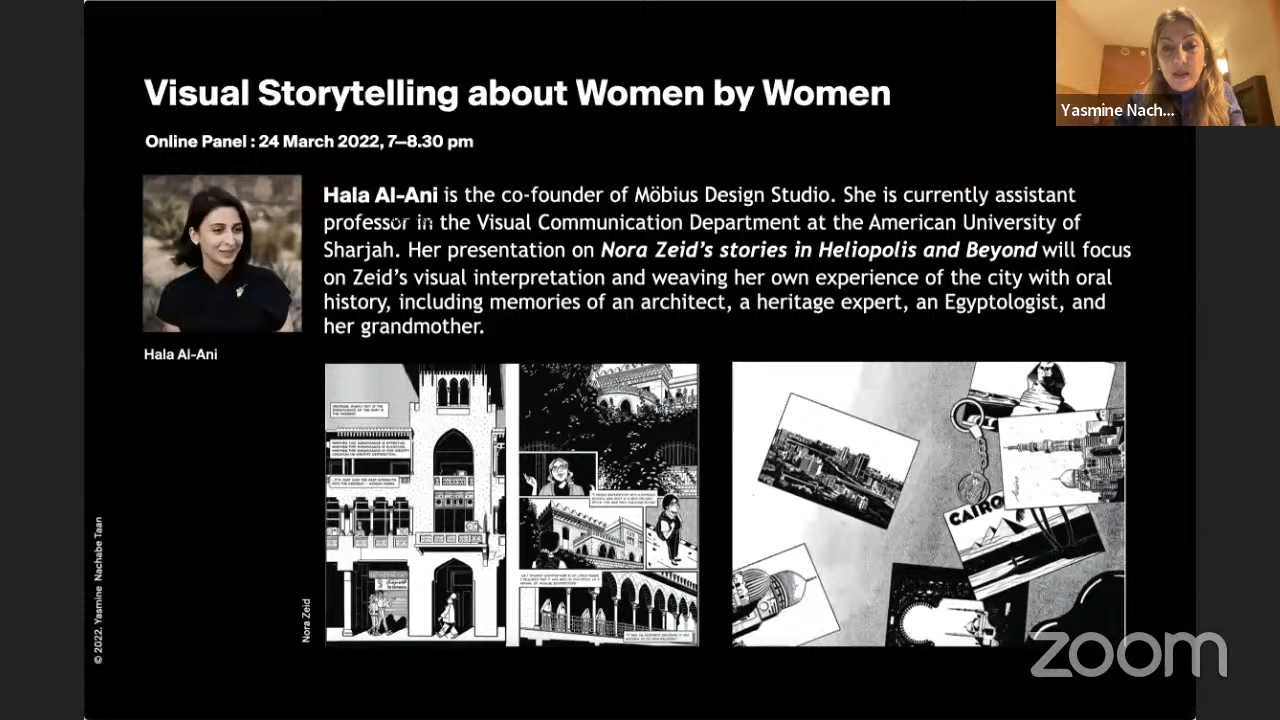 Visual Storytelling about Women by Women
Online Panel : 24 March 2022, 7–8.30 pm
Yasmine Nach...
Hala Al-Ani is the co-founder of Möbius Design Studio. She is currently assistant
professor in the Visual Communication Department at the American University of
Sharjah. Her presentation on Nora Zeid’s stories in Heliopolis and Beyond will focus
on Zeid’s visual interpretation and weaving her own experience of the city with oral
history, including memories of an architect, a heritage expert, an Egyptologist, and
her grandmother.
Hala Al-Ani
CAIRO
Nora Zeid
© 2022. Yasmine Nachabe Taan
zoom